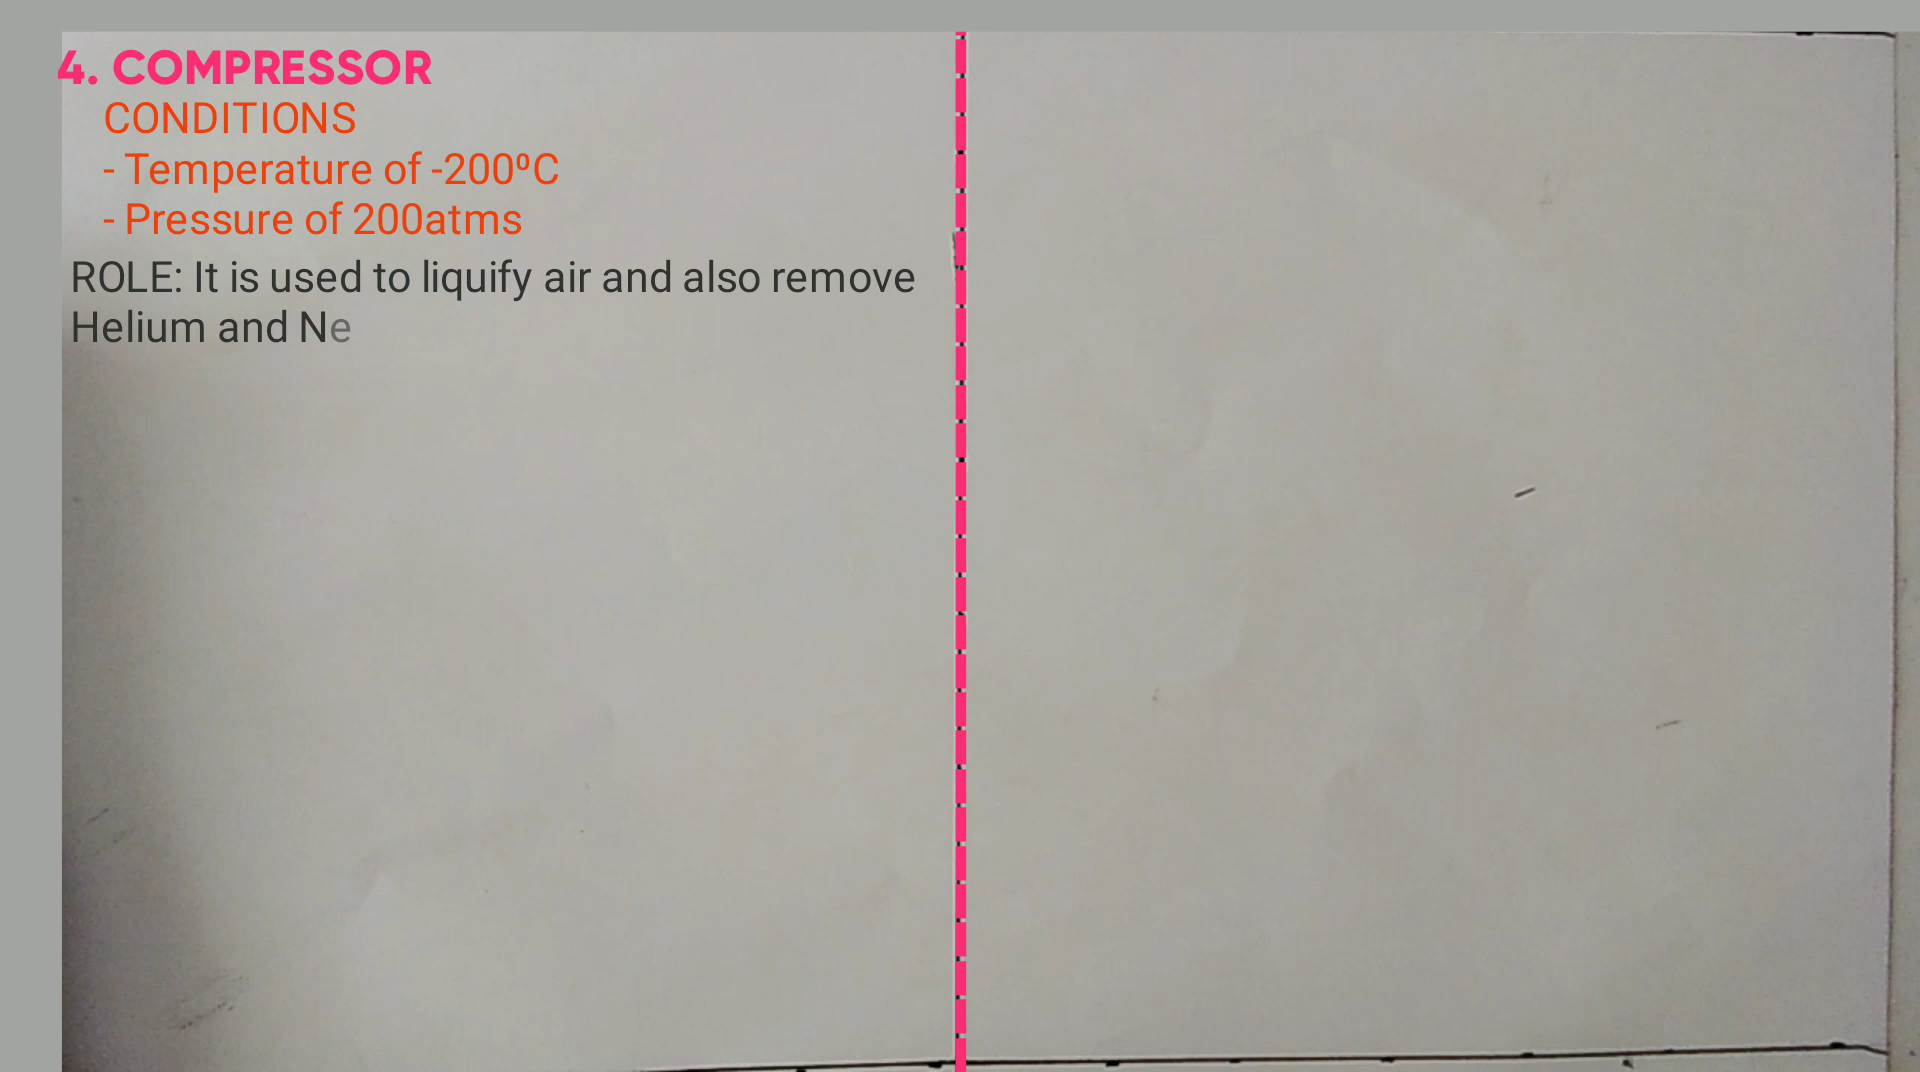 4. COMPRESSOR
CONDITIONS
- Temperature of -200⁰C
- Pressure of 200atms
ROLE: It is used to liquify air and also remove
Helium and Ne